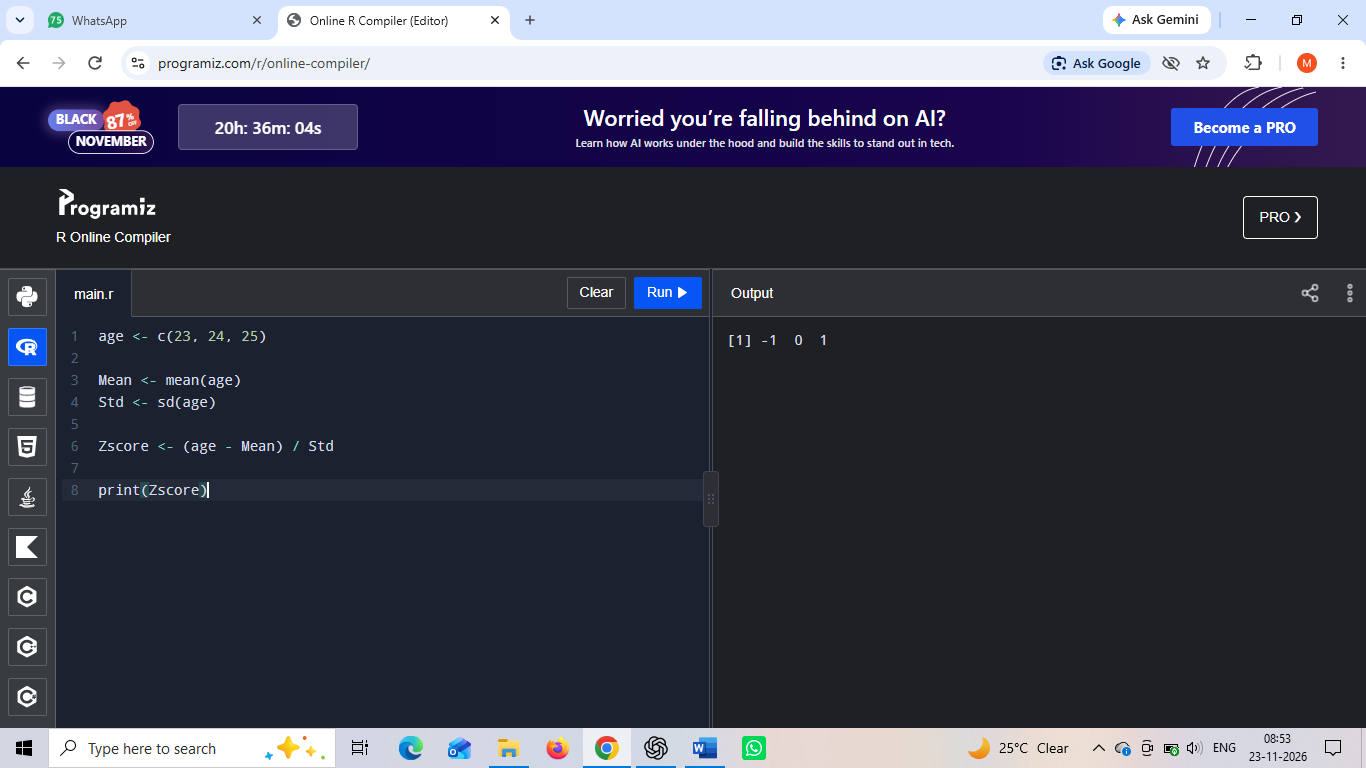 75 WhatsApp
Online R Compiler (Editor)
Ask Gemini
programiz.com/r/online-compiler/
Ask Google
M
BLACK
87% OFF
NOVEMBER
20h: 36m: 04s
Worried you’re falling behind on AI?
Learn how AI works under the hood and build the skills to stand out in tech.
Become a PRO
Programiz
R Online Compiler
PRO ❯
main.r
Clear
Run
Output
1 age <- c(23, 24, 25)
2
3 Mean <- mean(age)
4 Std <- sd(age)
5
6 Zscore <- (age - Mean) / Std
7
8 print(Zscore)
[1] -1  0  1
Type here to search
25°C Clear
ENG
08:53
23-11-2026